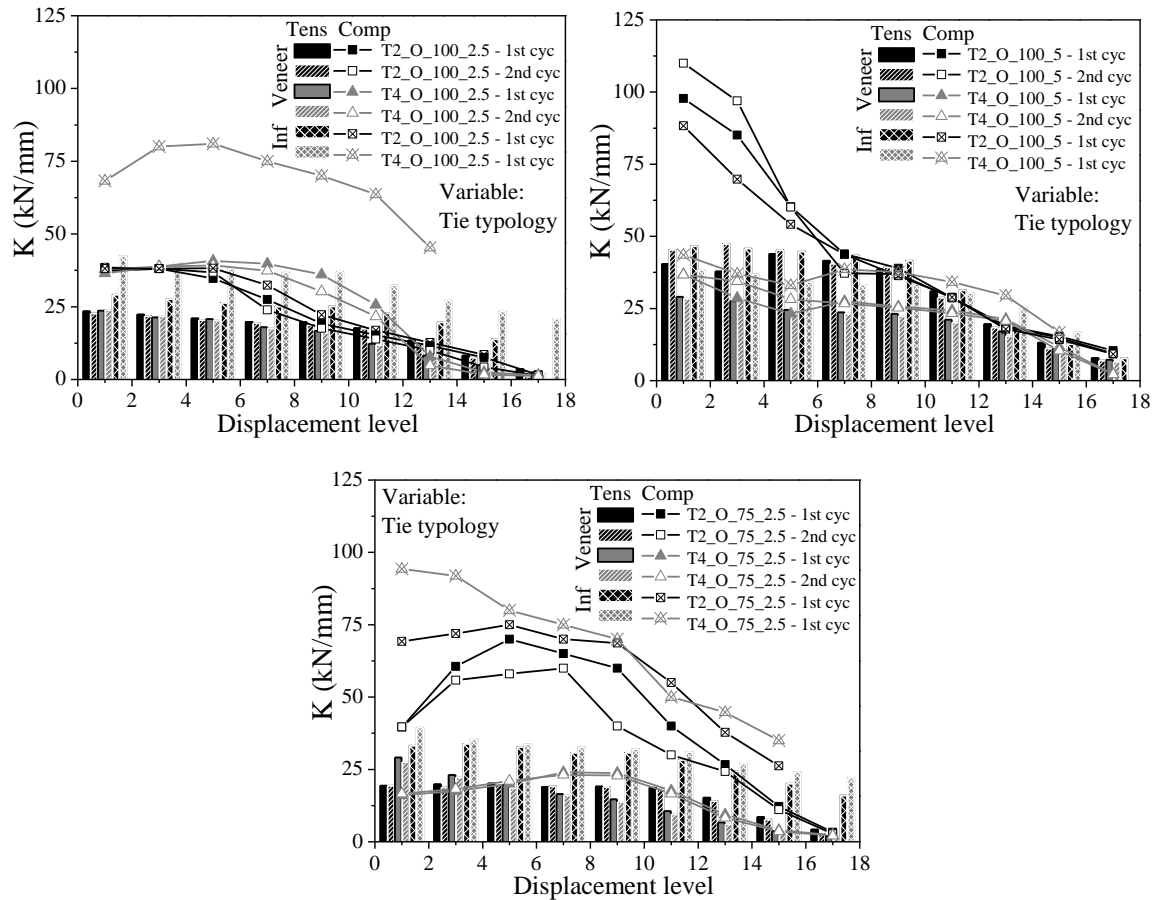 125
100
75
50
25
0
K (kN/mm)
0 2 4 6 8 10 12 14 16 18
Displacement level
Tens Comp
Veneer
Inf
T2_O_100_2.5 - 1st cyc
T2_O_100_2.5 - 2nd cyc
T4_O_100_2.5 - 1st cyc
T4_O_100_2.5 - 2nd cyc
T2_O_100_2.5 - 1st cyc
T4_O_100_2.5 - 1st cyc
Variable:
Tie typology
125
100
75
50
25
0
K (kN/mm)
0 2 4 6 8 10 12 14 16 18
Displacement level
Tens Comp
Veneer
Inf
T2_O_100_5 - 1st cyc
T2_O_100_5 - 2nd cyc
T4_O_100_5 - 1st cyc
T4_O_100_5 - 2nd cyc
T2_O_100_5 - 1st cyc
T4_O_100_5 - 1st cyc
Variable:
Tie typology
125
100
75
50
25
0
K (kN/mm)
0 2 4 6 8 10 12 14 16 18
Displacement level
Variable:
Tie typology
Tens Comp
Veneer
Inf
T2_O_75_2.5 - 1st cyc
T2_O_75_2.5 - 2nd cyc
T4_O_75_2.5 - 1st cyc
T4_O_75_2.5 - 2nd cyc
T2_O_75_2.5 - 1st cyc
T4_O_75_2.5 - 1st cyc